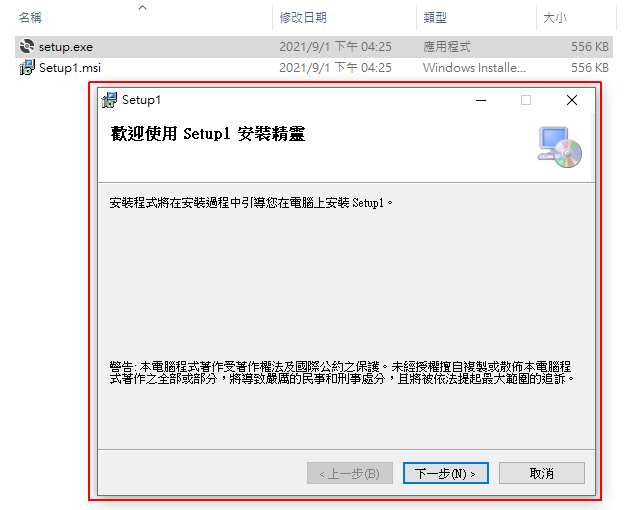 名稱 修改日期 類型 大小
setup.exe 2021/9/1 下午 04:25 應用程式 556 KB
Setup1.msi 2021/9/1 下午 04:25 Windows Installe... 556 KB
Setup1
歡迎使用 Setup1 安裝精靈
安裝程式將在安裝過程中引導您在電腦上安裝 Setup1。
警告: 本電腦程式著作受著作權法及國際公約之保護。未經授權擅自複製或散佈本電腦程
式著作之全部或部分，將導致嚴厲的民事和刑事處分，且將被依法提起最大範圍的追訴。
< 上一步(B) 下一步(N) > 取消